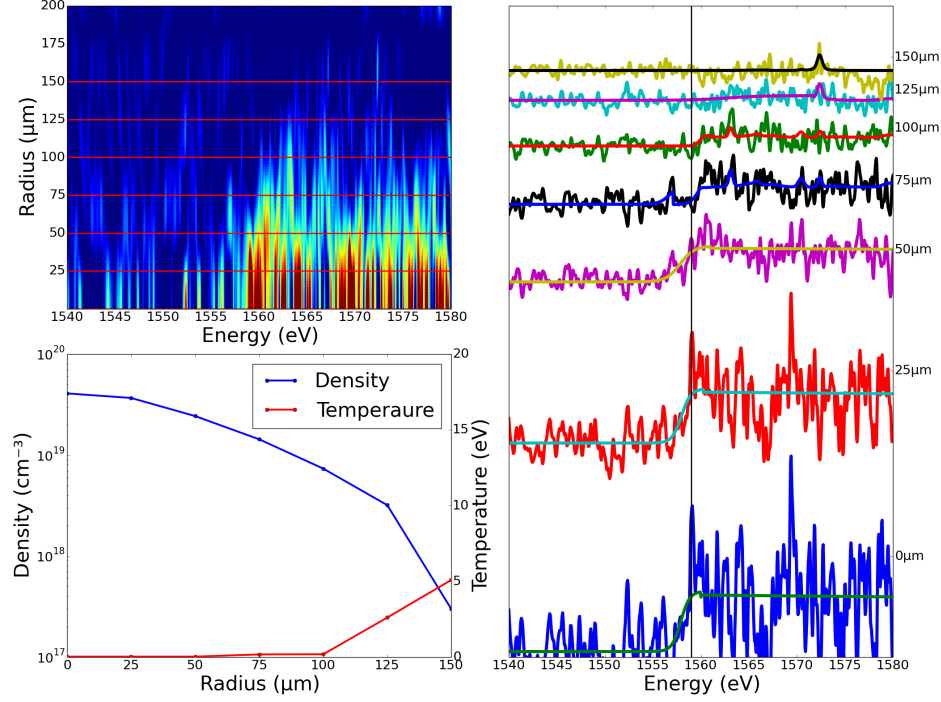 200
175
150
125
100
75
50
25
Radius (μm)
1540 1545 1550 1555 1560 1565 1570 1575 1580
Energy (eV)
10²⁰
10¹⁹
10¹⁸
10¹⁷
Density (cm⁻³)
Density
Temperaure
20
15
10
5
0
Temperature (eV)
0 25 50 75 100 125 150
Radius (μm)
150μm
125μm
100μm
75μm
50μm
25μm
0μm
1540 1545 1550 1555 1560 1565 1570 1575 1580
Energy (eV)